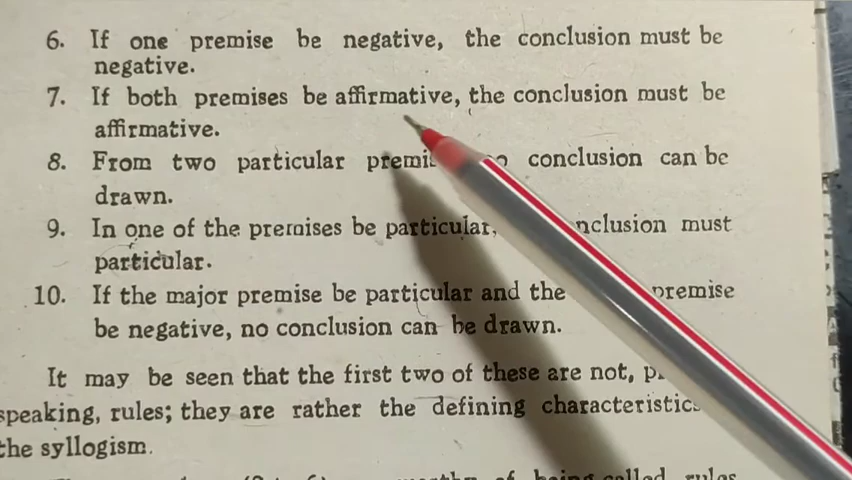 6. If one premise be negative, the conclusion must be
negative.
7. If both premises be affirmative, the conclusion must be
affirmative.
8. From two particular conclusion can be
drawn.
9. In one of the premises be particular, must
particular.
10. If the major premise be particular and the premise
be negative, no conclusion can be drawn.
It may be seen that the first two of these are not,
speaking, rules; they are rather the defining
the syllogism.
of being called rules